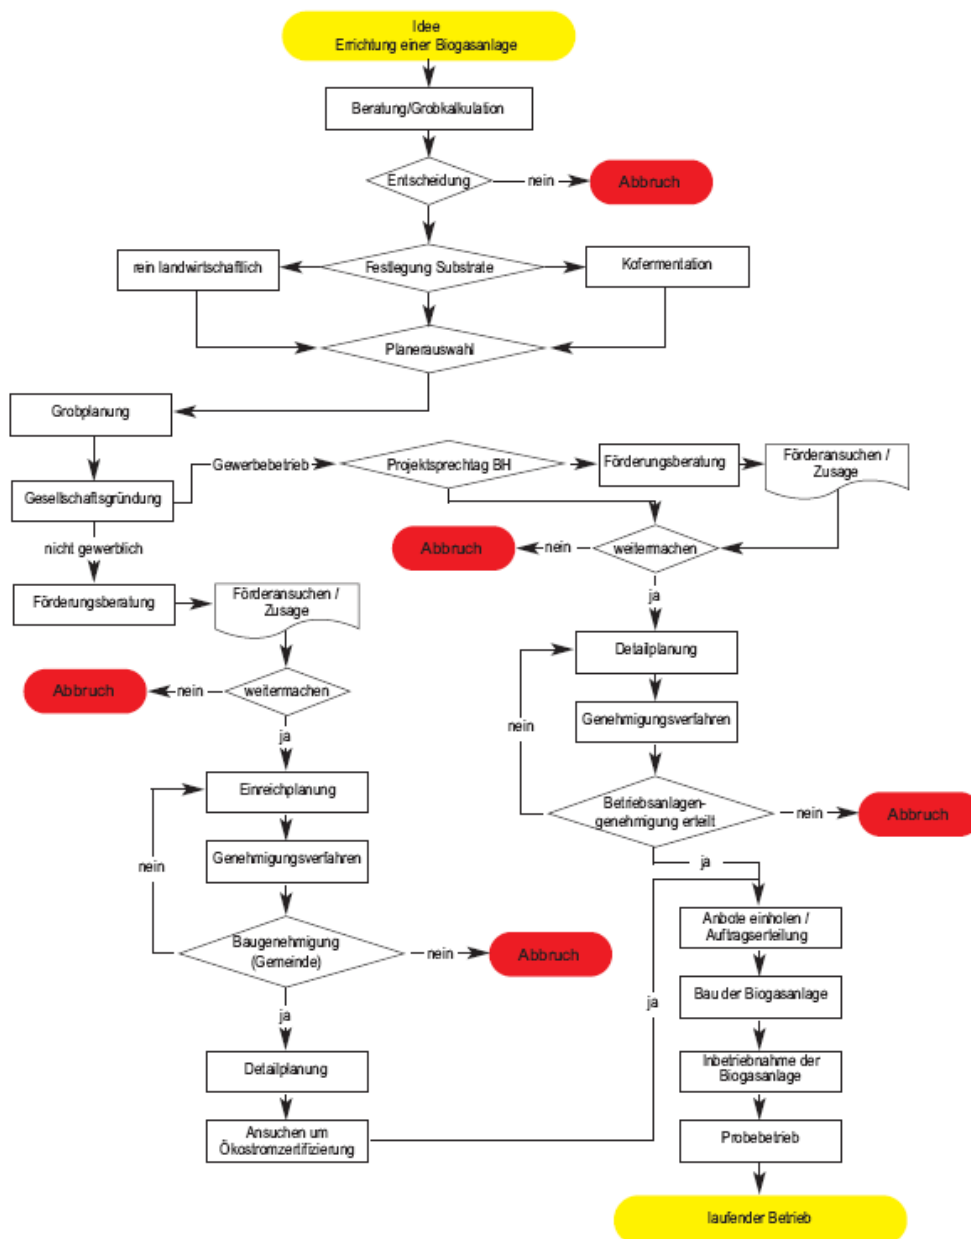 Idee
Errichtung einer Biogasanlage
Beratung/Grobkalkulation
Entscheidung
nein
Abbruch
rein landwirtschaftlich
Festlegung Substrate
Kofermentation
Planerauswahl
Grobplanung
Gesellschaftsgründung
Gewerbebetrieb
Projektsprechtag BH
Förderungsberatung
Förderansuchen /
Zusage
nicht gewerblich
Abbruch
nein
weitermachen
ja
Förderungsberatung
Förderansuchen /
Zusage
Abbruch
nein
weitermachen
ja
Detailplanung
Genehmigungsverfahren
nein
Betriebsanlagen-
genehmigung erteilt
nein
Abbruch
ja
Einreichplanung
Genehmigungsverfahren
nein
Baugenehmigung
(Gemeinde)
nein
Abbruch
ja
Detailplanung
Ansuchen um
Ökostromzertifizierung
ja
Anbote einholen /
Auftragserteilung
Bau der Biogasanlage
Inbetriebnahme der
Biogasanlage
Probebetrieb
laufender Betrieb